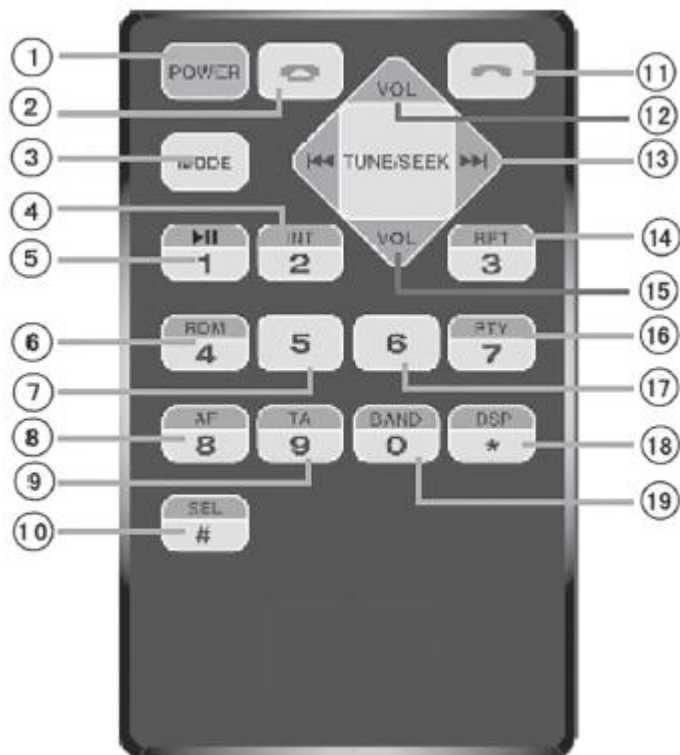 1
POWER
11
2
VOL
12
3
MODE
TUNE/SEEK
13
4
INT
RPT
14
5
1
2
VOL
3
15
RDM
PTY
16
6
4
5
6
7
7
17
AF
TA
BAND
DSP
8
8
9
0
*
18
9
19
SEL
10
#